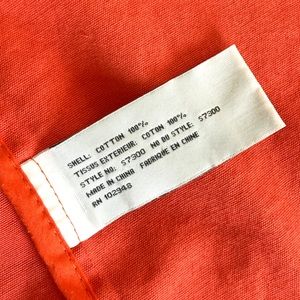 SHELL: COTTON 100%
TISSUS EXTERIEUR: COTON 100%
STYLE NO: S7300 NO DU STYLE: S7300
MADE IN CHINA FABRIQUE EN CHINE
RN 102948